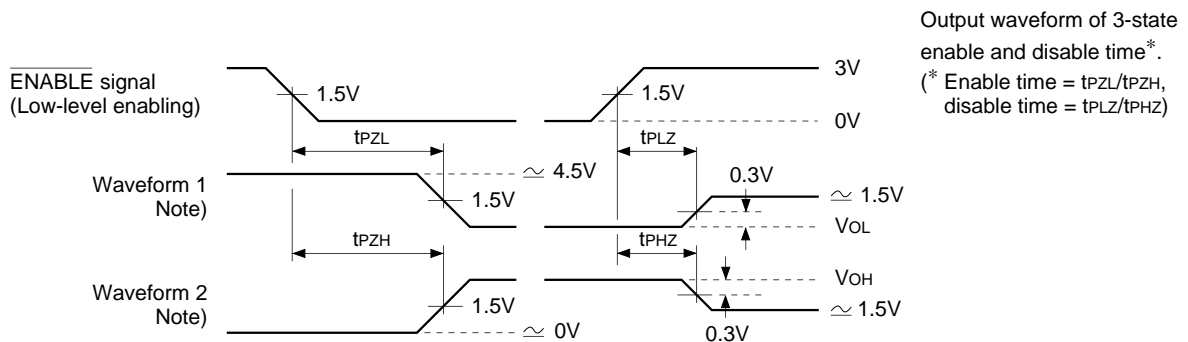 Output waveform of 3-state
enable and disable time*.
(* Enable time = tPZL/tPZH,
disable time = tPLZ/tPHZ)
ENABLE signal
(Low-level enabling)
1.5V
1.5V
3V
0V
tPZL
tPLZ
Waveform 1
Note)
≃ 4.5V
1.5V
0.3V
≃ 1.5V
VOL
tPZH
tPHZ
Waveform 2
Note)
1.5V
≃ 0V
VOH
≃ 1.5V
0.3V